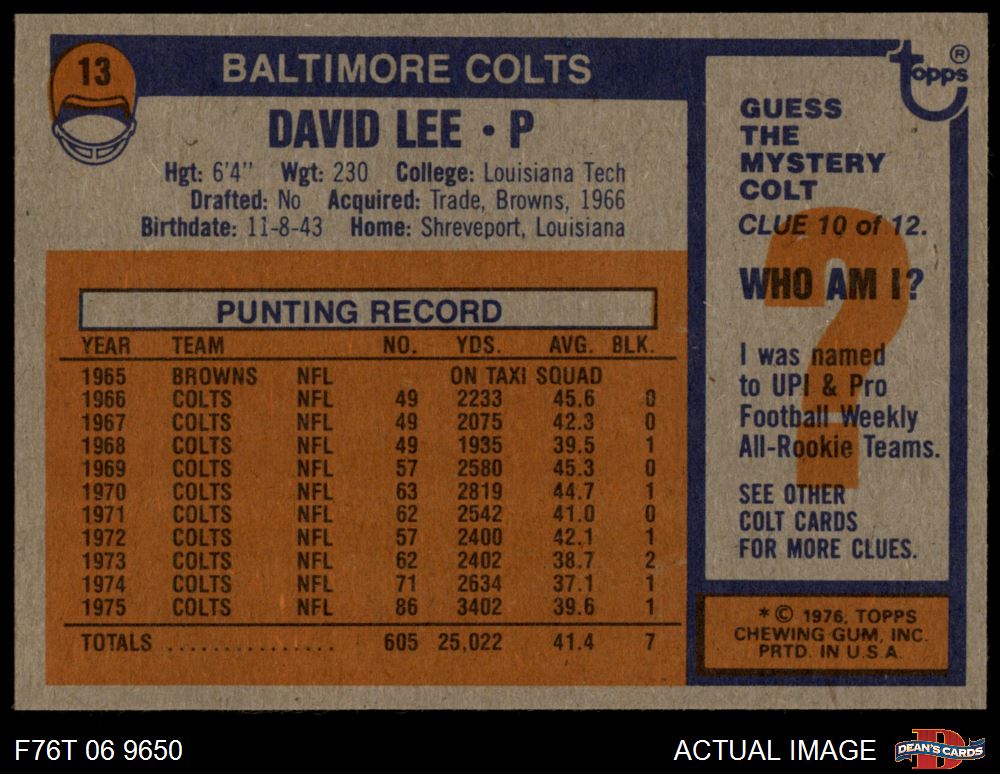 13
BALTIMORE COLTS
DAVID LEE • P
Hgt: 6'4" Wgt: 230 College: Louisiana Tech
Drafted: No Acquired: Trade, Browns, 1966
Birthdate: 11-8-43 Home: Shreveport, Louisiana
PUNTING RECORD
YEAR TEAM NO. YDS. AVG. BLK.
1965 BROWNS NFL ON TAXI SQUAD
1966 COLTS NFL 49 2233 45.6 0
1967 COLTS NFL 49 2075 42.3 0
1968 COLTS NFL 49 1935 39.5 1
1969 COLTS NFL 57 2580 45.3 0
1970 COLTS NFL 63 2819 44.7 1
1971 COLTS NFL 62 2542 41.0 0
1972 COLTS NFL 57 2400 42.1 1
1973 COLTS NFL 62 2402 38.7 2
1974 COLTS NFL 71 2634 37.1 1
1975 COLTS NFL 86 3402 39.6 1
TOTALS ................ 605 25,022 41.4 7
Topps ®
GUESS
THE
MYSTERY
COLT
CLUE 10 of 12.
?
WHO AM I?
I was named
to UPI & Pro
Football Weekly
All-Rookie Teams.
SEE OTHER
COLT CARDS
FOR MORE CLUES.
* © 1976, TOPPS
CHEWING GUM, INC.
PRTD. IN U.S.A.
F76T 06 9650
ACTUAL IMAGE
D
DEAN'S CARDS